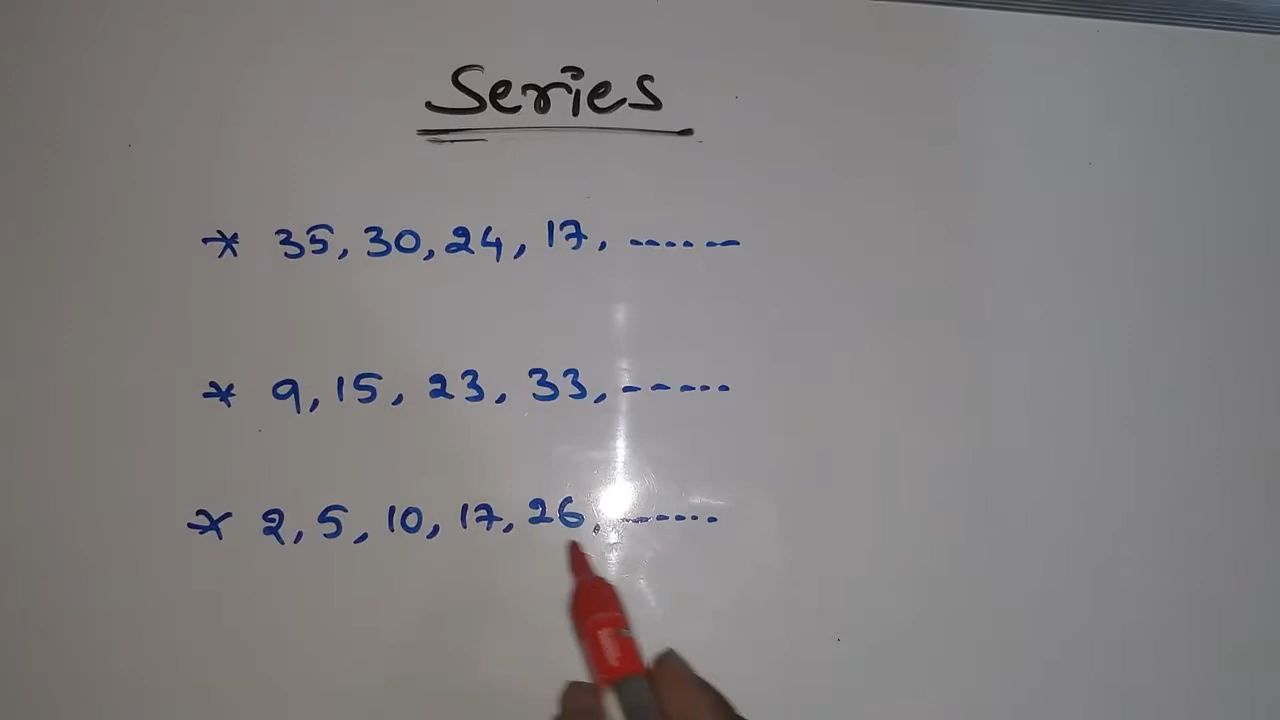 Series
* 35, 30, 24, 17, ------
* 9, 15, 23, 33, -----
* 2, 5, 10, 17, 26, -----